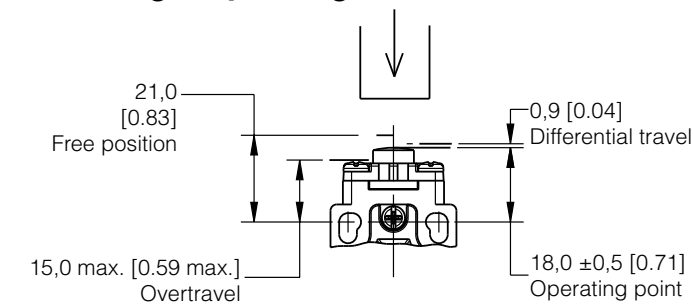 21,0
[0.83]
Free position
0,9 [0.04]
Differential travel
15,0 max. [0.59 max.]
Overtravel
18,0 ±0,5 [0.71]
Operating point